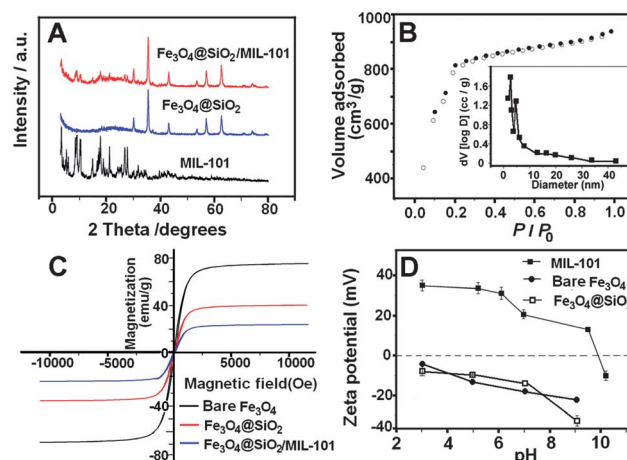 A
Fe₃O₄@SiO₂/MIL-101
Fe₃O₄@SiO₂
MIL-101
Intensity / a.u.
0 20 40 60 80
2 Theta /degrees
B
Volume adsorbed
(cm³/g)
1000
800
600
400
0.0 0.2 0.4 0.6 0.8 1.0
P / P₀
dV [log D] (cc / g)
1.6
1.2
0.8
0.4
0
0 10 20 30 40
Diameter (nm)
C
Magnetization
(emu/g)
80
40
0
-40
-80
-10000 -5000 5000 10000
Magnetic field(Oe)
Bare Fe₃O₄
Fe₃O₄@SiO₂
Fe₃O₄@SiO₂/MIL-101
D
MIL-101
Bare Fe₃O₄
Fe₃O₄@SiO
Zeta potential (mV)
40
20
0
-20
-40
2 4 6 8 10
pH